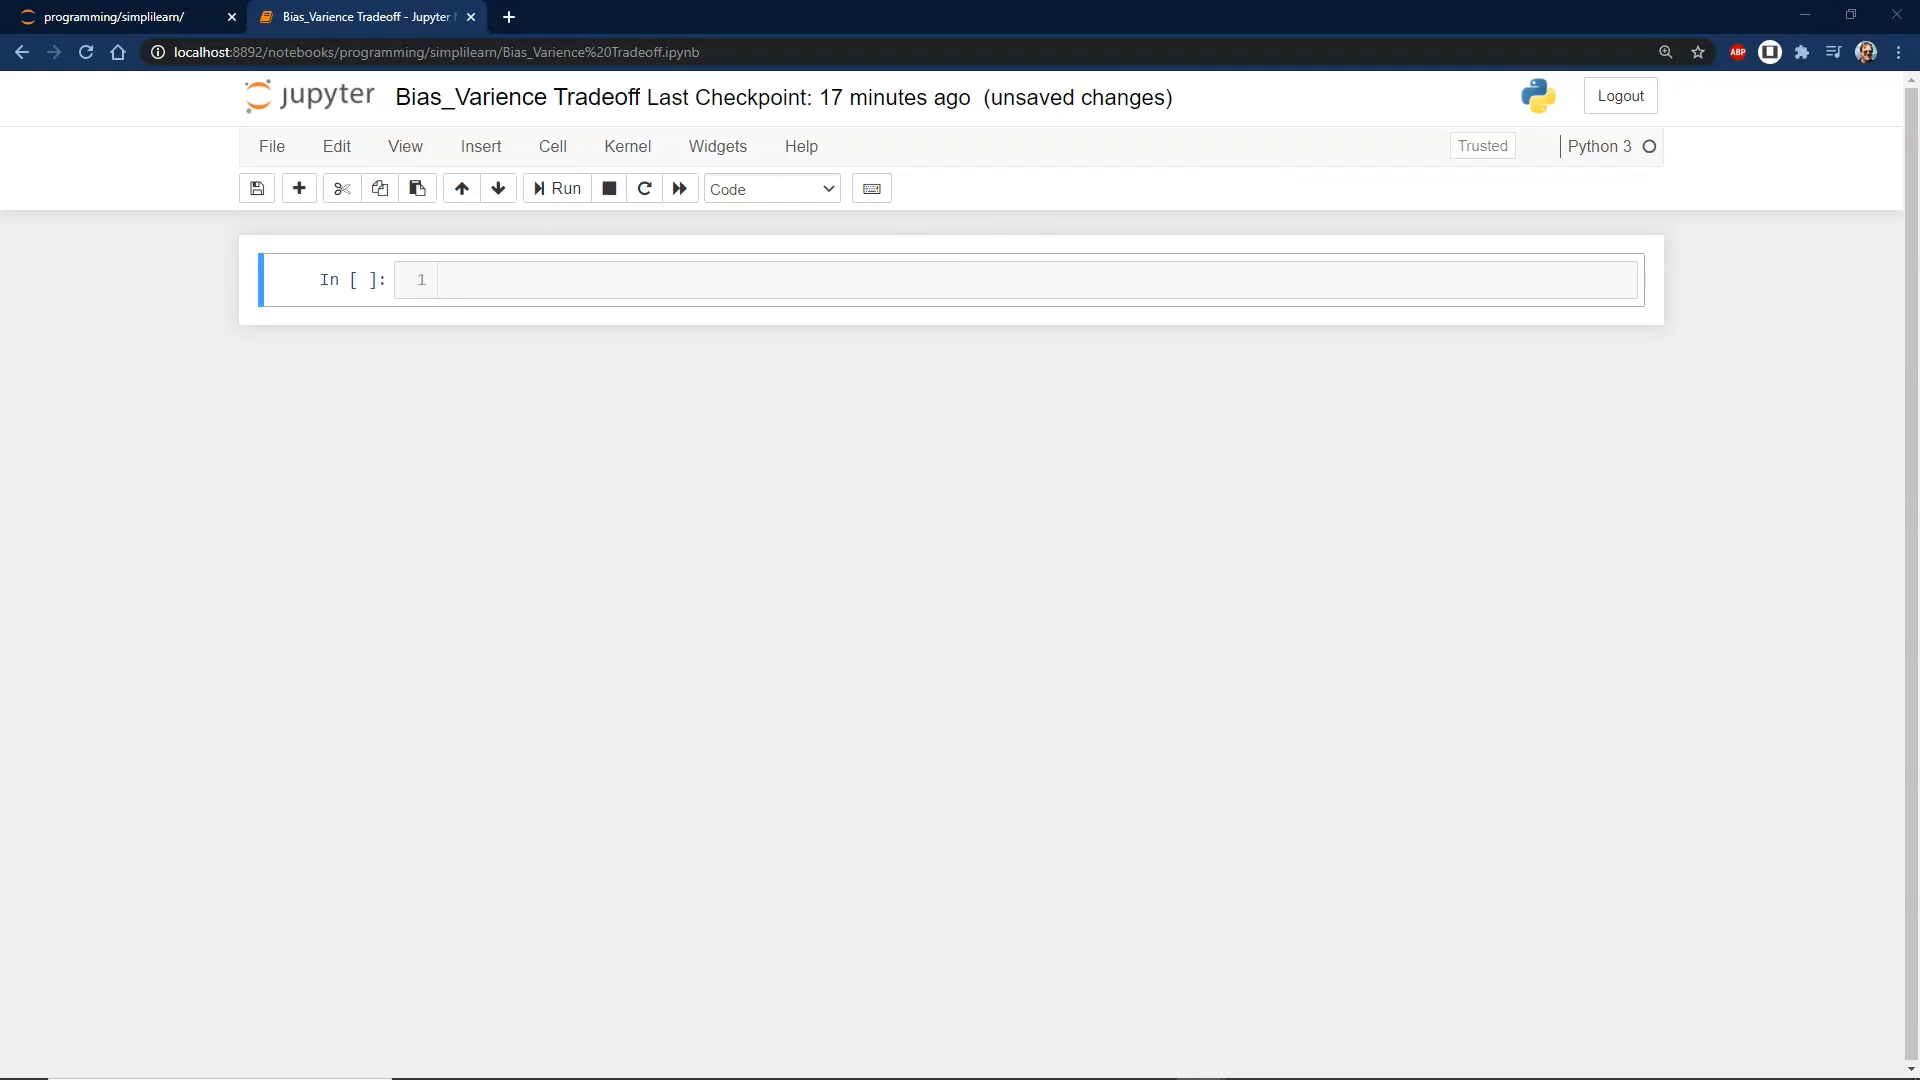 programming/simplilearn/
Bias_Varience Tradeoff - Jupyter
localhost:8892/notebooks/programming/simplilearn/Bias_Varience%20Tradeoff.ipynb
ABP
jupyter Bias_Varience Tradeoff Last Checkpoint: 17 minutes ago (unsaved changes)
Logout
File Edit View Insert Cell Kernel Widgets Help
Trusted
Python 3
Run
Code
In [ ]: 1